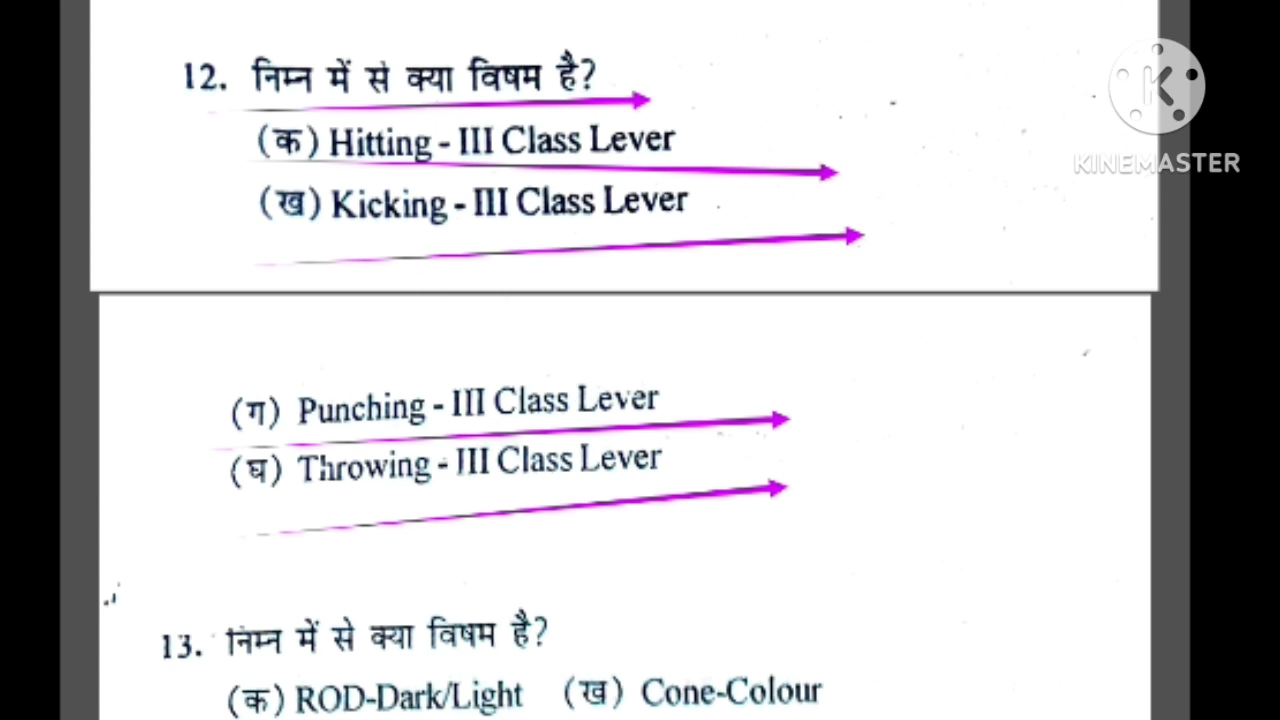 12. निम्न में से क्या विषम है?
(क) Hitting - III Class Lever
(ख) Kicking - III Class Lever
KINEMASTER
(ग) Punching - III Class Lever
(घ) Throwing - III Class Lever
13. निम्न में से क्या विषम है?
(क) ROD-Dark/Light (ख) Cone-Colour